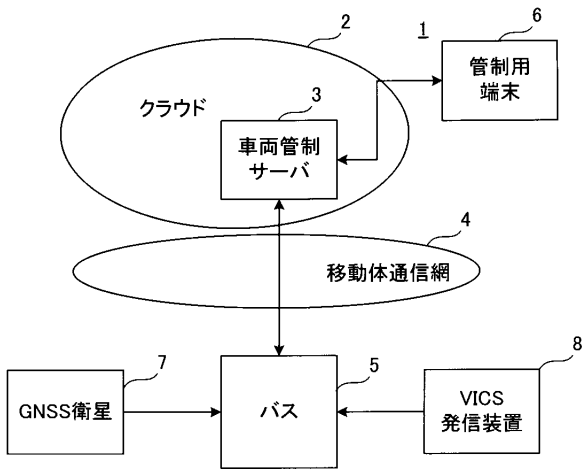 2
1
6
クラウド
3
管制用
端末
車両管制
サーバ
4
移動体通信網
7
5
8
GNSS衛星
バス
VICS
発信装置